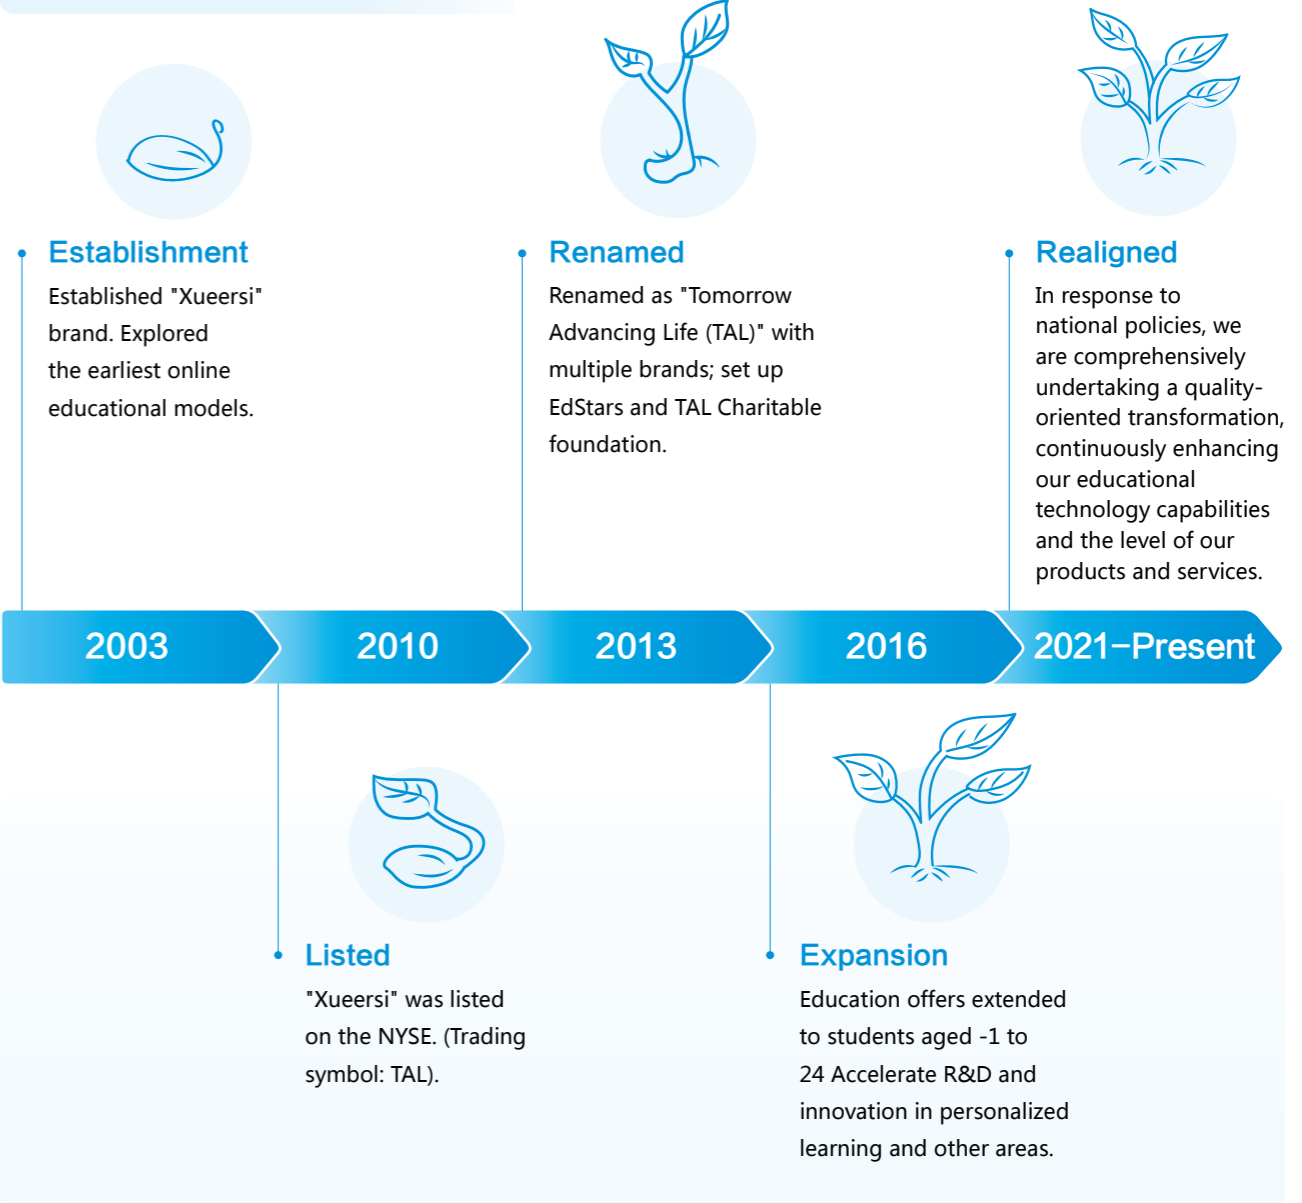 Establishment
Established "Xueersi"
brand. Explored
the earliest online
educational models.
Renamed
Renamed as "Tomorrow
Advancing Life (TAL)" with
multiple brands; set up
EdStars and TAL Charitable
foundation.
Realigned
In response to
national policies, we
are comprehensively
undertaking a quality-
oriented transformation,
continuously enhancing
our educational
technology capabilities
and the level of our
products and services.
2003
2010
2013
2016
2021–Present
Listed
"Xueersi" was listed
on the NYSE. (Trading
symbol: TAL).
Expansion
Education offers extended
to students aged -1 to
24 Accelerate R&D and
innovation in personalized
learning and other areas.